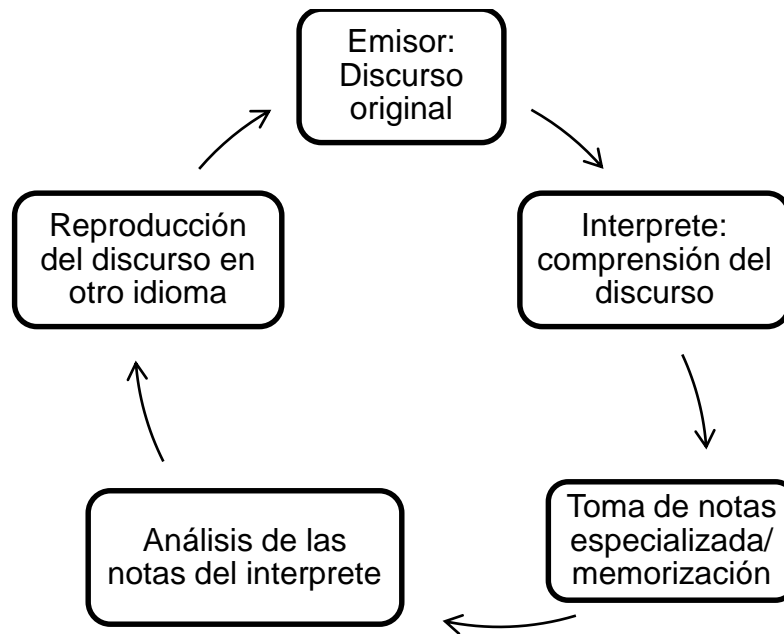 Emisor:
Discurso
original
Interprete:
comprensión del
discurso
Toma de notas
especializada/
memorización
Análisis de las
notas del interprete
Reproducción
del discurso en
otro idioma